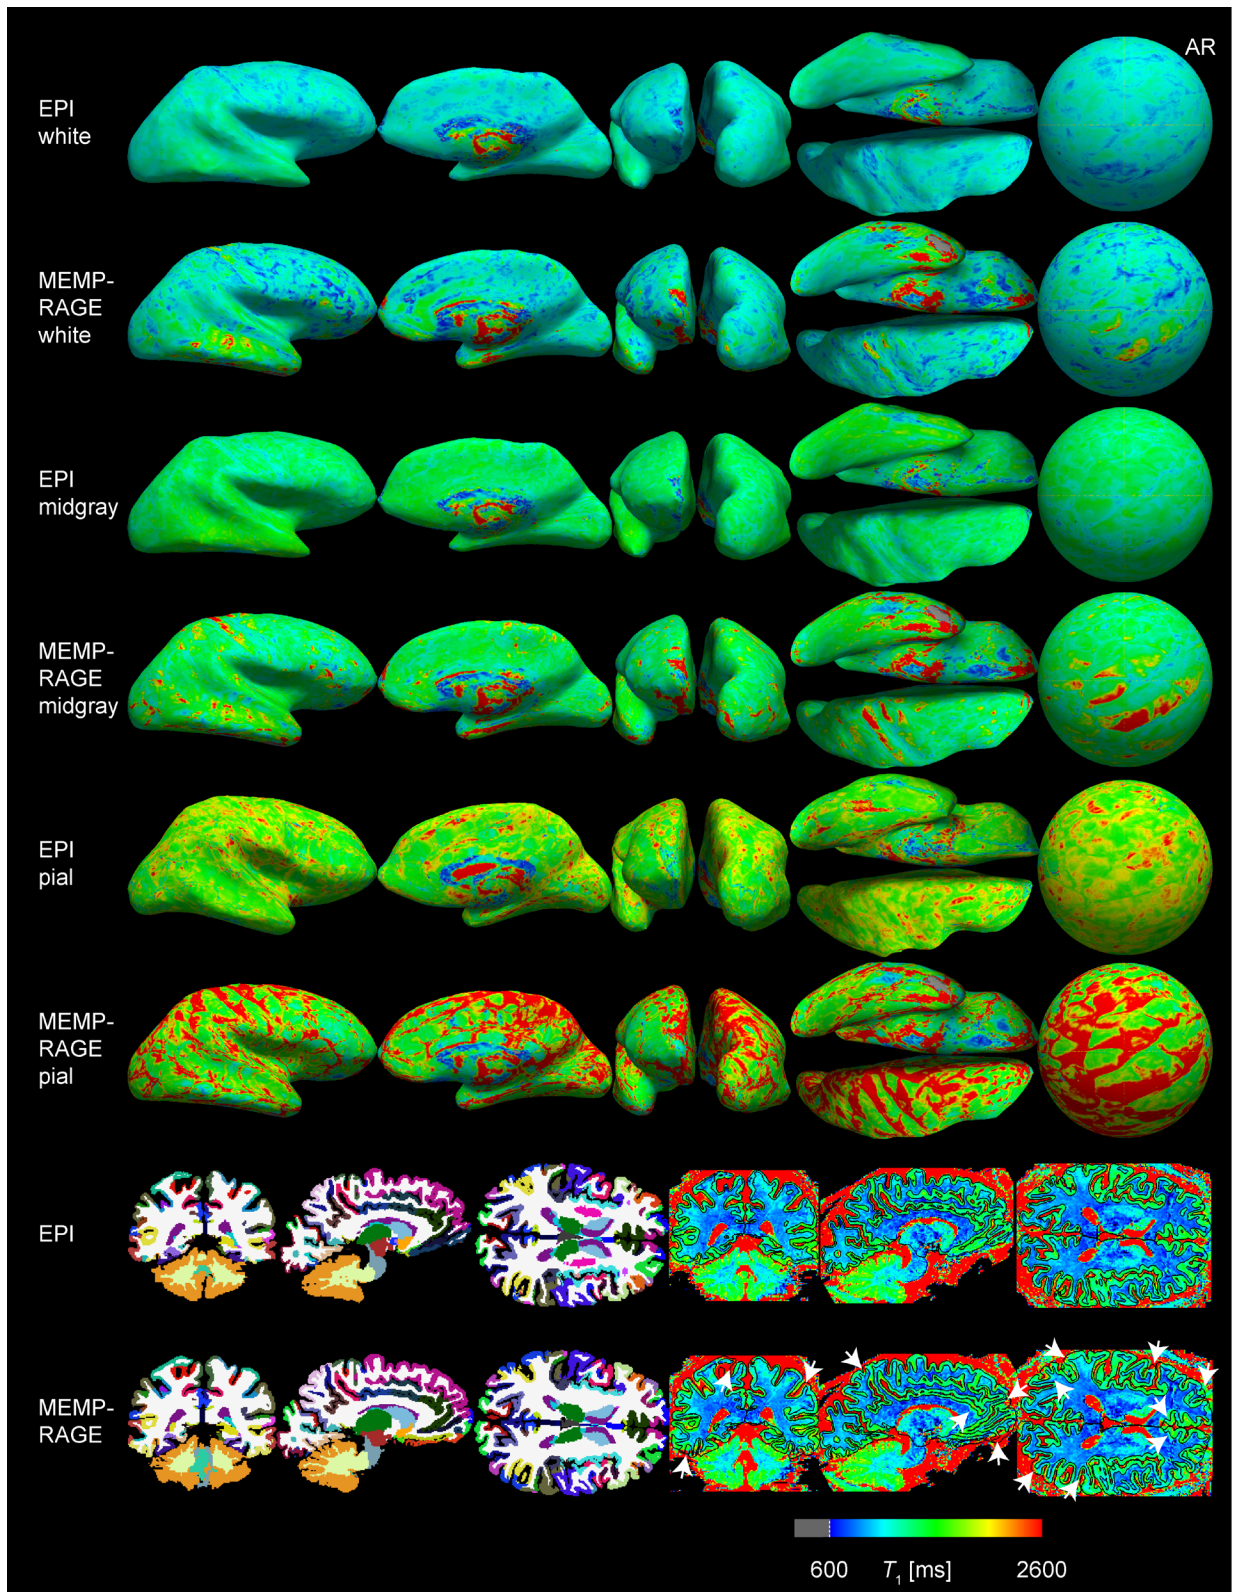 AR
EPI
white
MEMP-
RAGE
white
EPI
midgray
MEMP-
RAGE
midgray
EPI
pial
MEMP-
RAGE
pial
EPI
MEMP-
RAGE
600 T1 [ms] 2600